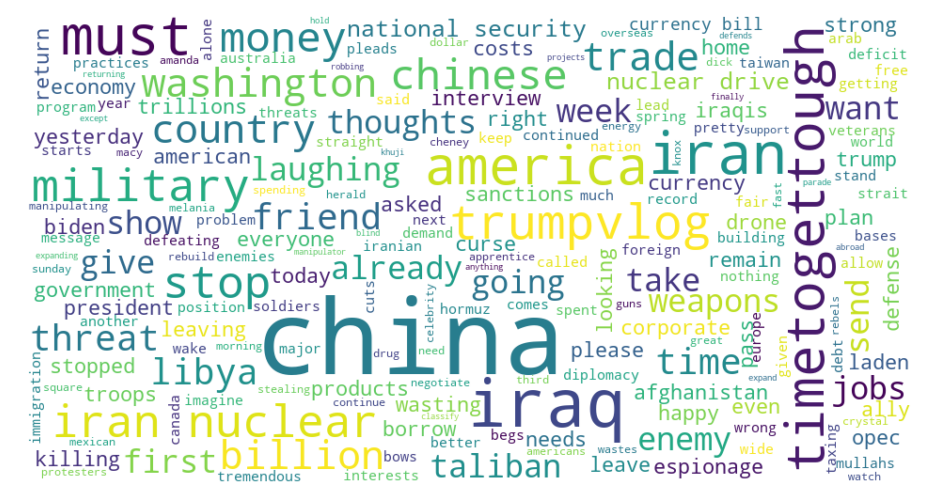 must
return
practices
hold
alone
amanda
money
australia
robbing
national security
pleads
dollar
costs
overseas
currency bill
trade
projects
home
dick
taiwan
defends
strong
arab
deficit
economy
returning
program
except
year
trillions
washington
threats
chinese
interview
nuclear drive
free
getting
want
yesterday
starts
macy
country
straight
thoughts
cheney
said
keep
right
week
continued
energy
lead
spring
nation
finally
pretty
support
iraqis
veterans
world
american
khuji
military
laughing
spending
america
iran
knox
trump
stand
manipulating
melania
sanctions
much
currency
record
fast
fair
parade
strait
biden
show
problem
friend
herald
asked
trumpvlog
next
drone
plan
bases
message
defeating
everyone
blind
demand
curse
iranian
foreign
building
abroad
expanding
sunday
give
rebuild
enemies
manipulator
apprentice
anything
called
looking
remain
nothing
allow
government
stop
today
already
going
take
defense
position
soldiers
cuts
hormuz
comes
spent
guns
weapons
send
rebels
president
another
threat
leaving
china
celebrity
corporate
pass
europe
great
timetogettough
debt
immigration
stopped
wake
morning
major
drug
need
please
time
given
laden
libya
diplomacy
troops
square
imagine
stealing
products
negotiate
third
afghanistan
expand
jobs
canada
continue
classify
wasting
iraq
happy
even
taxing
crystal
ally
iran nuclear
borrow
americans
mexican
billion
begs
needs
enemy
wrong
opec
killing
first
bows
better
wastes
wide
protesters
tremendous
interests
taliban
leave
espionage
mullahs
watch